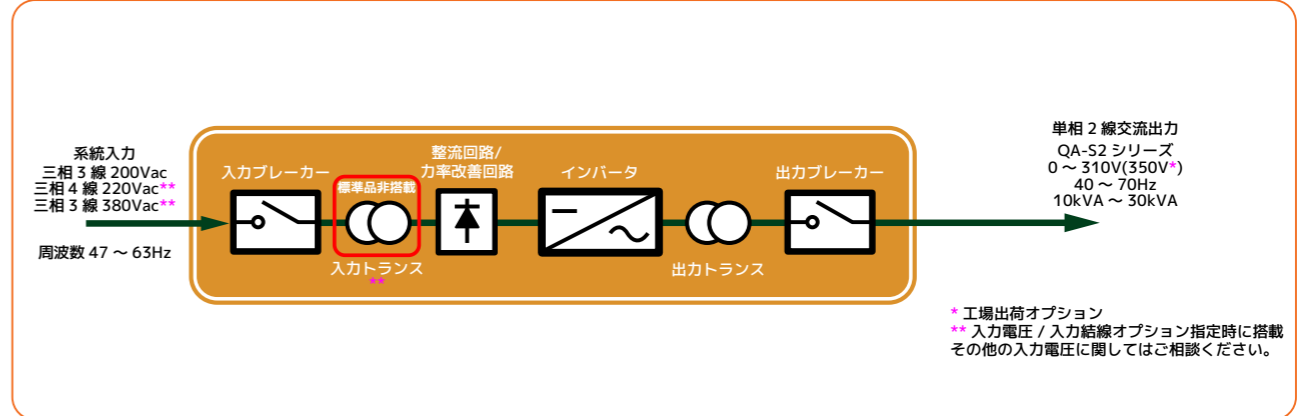 系統入力
三相 3 線 200Vac
三相 4 線 220Vac**
三相 3 線 380Vac**
周波数 47 ～ 63Hz
入力ブレーカー
標準品非搭載
入力トランス
**
整流回路/
力率改善回路
インバータ
出力トランス
出力ブレーカー
単相 2 線交流出力
QA-S2 シリーズ
0 ～ 310V(350V*)
40 ～ 70Hz
10kVA ～ 30kVA
* 工場出荷オプション
** 入力電圧 / 入力結線オプション指定時に搭載
その他の入力電圧に関してはご相談ください。